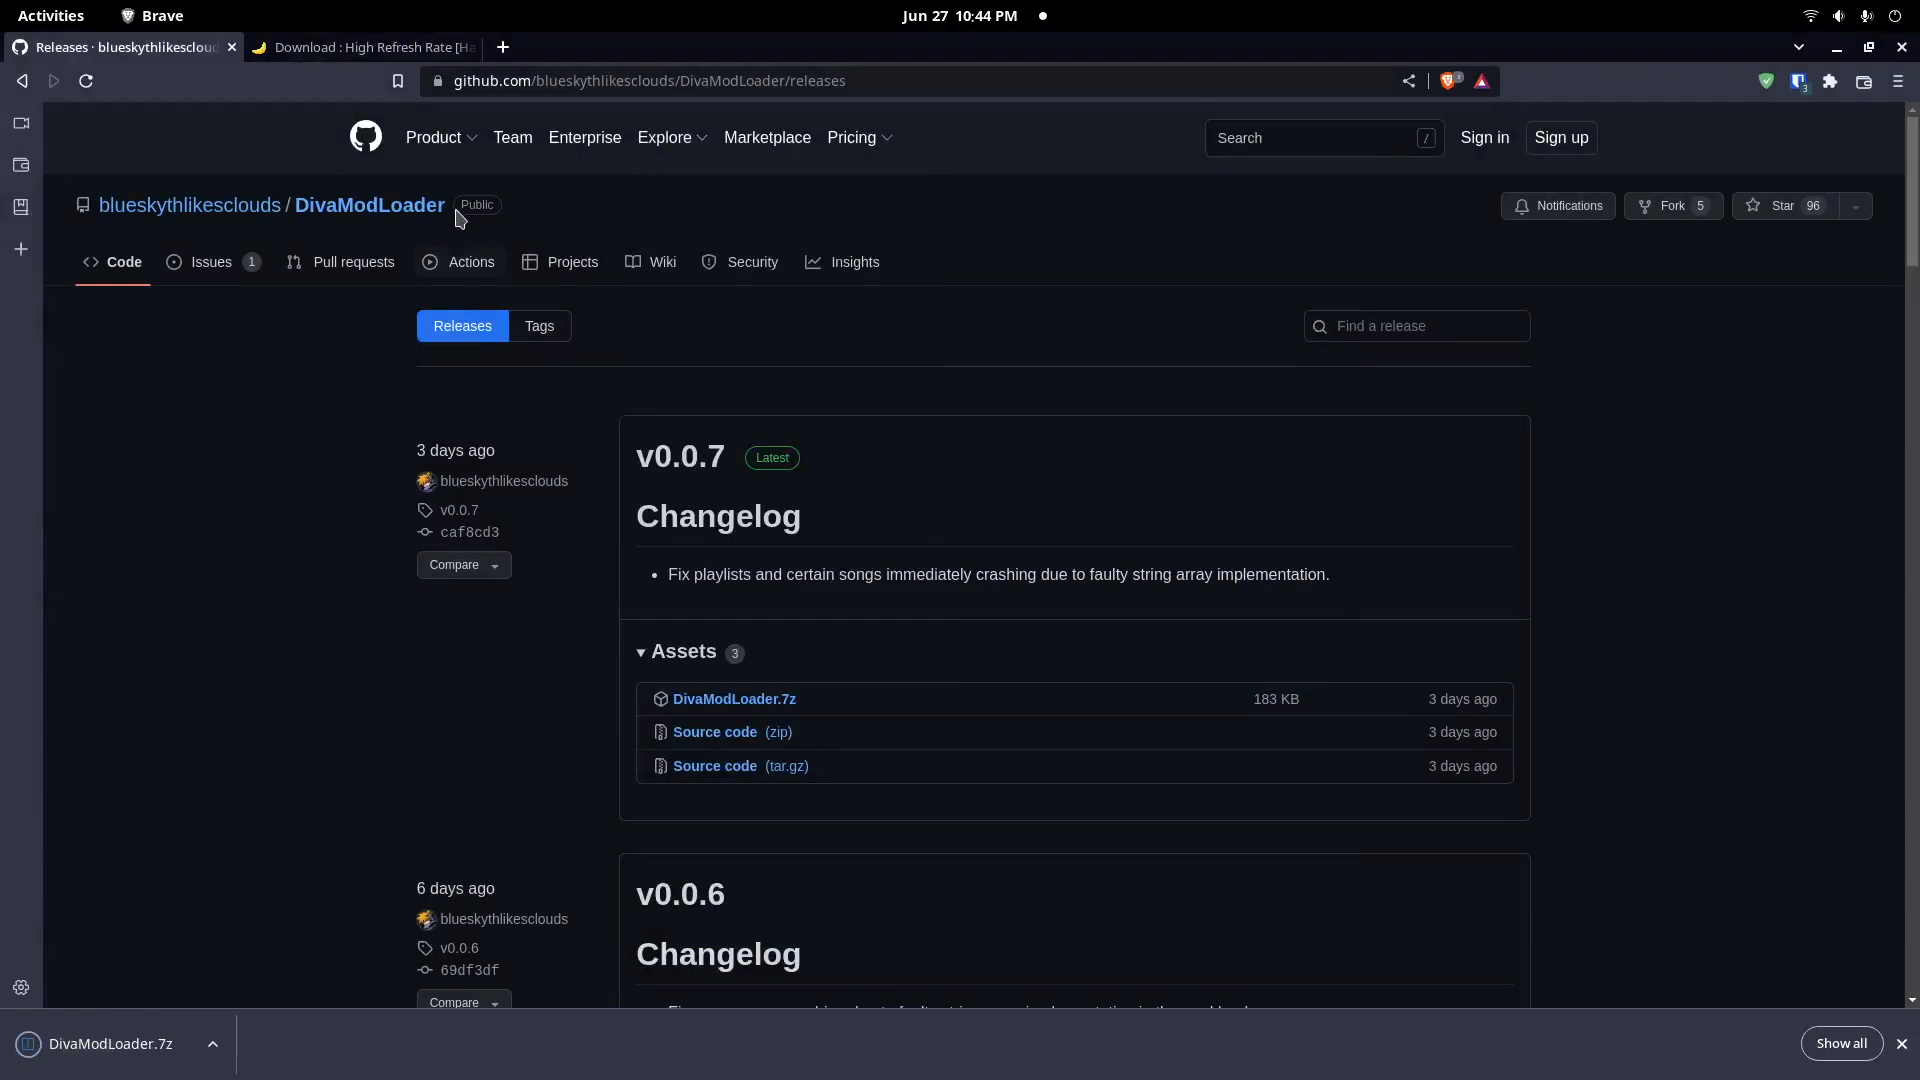 Activities
Brave
Jun 27 10:44 PM
Releases · blueskythlikescloud
Download : High Refresh Rate [Ha
github.com/blueskythlikesclouds/DivaModLoader/releases
3
3
Product
Team
Enterprise
Explore
Marketplace
Pricing
Search
/
Sign in
Sign up
blueskythlikesclouds / DivaModLoader
Public
Notifications
Fork 5
Star 96
Code
Issues 1
Pull requests
Actions
Projects
Wiki
Security
Insights
Releases
Tags
Find a release
3 days ago
blueskythlikesclouds
v0.0.7
caf8cd3
Compare
v0.0.7
Latest
Changelog
Fix playlists and certain songs immediately crashing due to faulty string array implementation.
Assets 3
DivaModLoader.7z
183 KB
3 days ago
Source code (zip)
3 days ago
Source code (tar.gz)
3 days ago
6 days ago
blueskythlikesclouds
v0.0.6
69df3df
Compare
v0.0.6
Changelog
DivaModLoader.7z
Show all